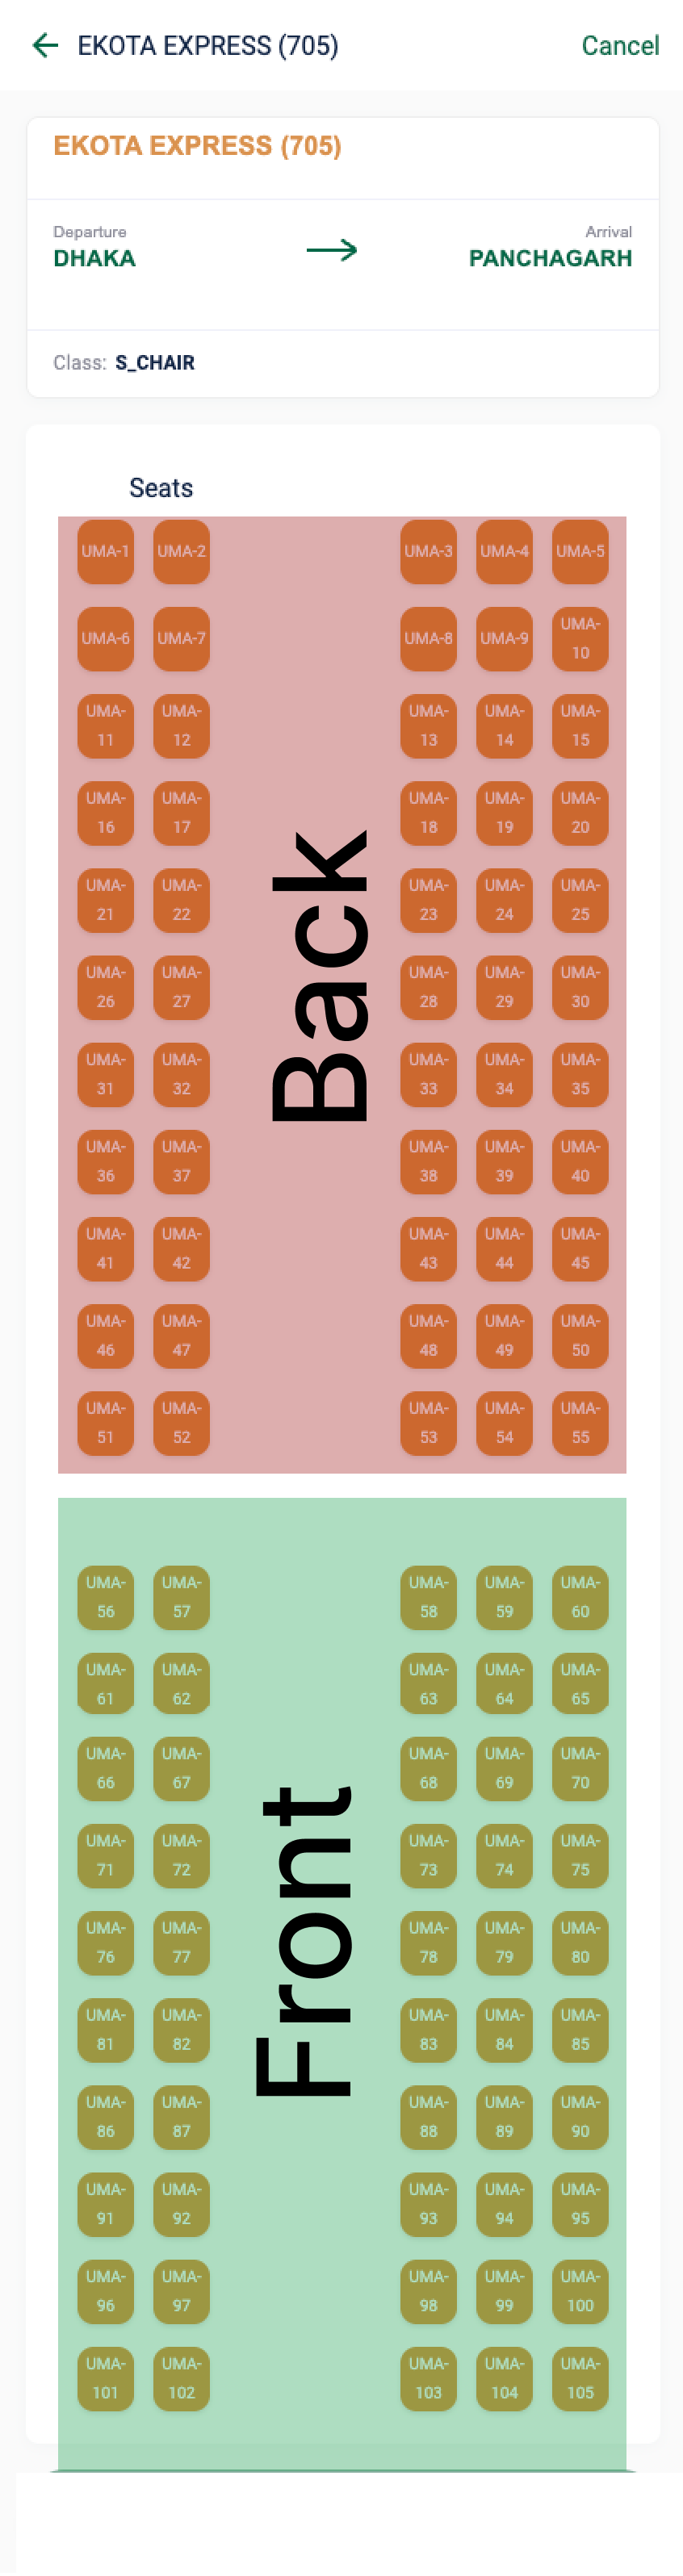 EKOTA EXPRESS (705) Cancel
EKOTA EXPRESS (705)
Departure Arrival
DHAKA PANCHAGARH
Class: S_CHAIR
Seats
UMA-1 UMA-2 UMA-3 UMA-4 UMA-5
UMA-6 UMA-7 UMA-8 UMA-9 UMA-10
UMA-11 UMA-12 UMA-13 UMA-14 UMA-15
UMA-16 UMA-17 UMA-18 UMA-19 UMA-20
UMA-21 UMA-22 UMA-23 UMA-24 UMA-25
UMA-26 UMA-27 UMA-28 UMA-29 UMA-30
UMA-31 UMA-32 UMA-33 UMA-34 UMA-35
UMA-36 UMA-37 UMA-38 UMA-39 UMA-40
UMA-41 UMA-42 UMA-43 UMA-44 UMA-45
UMA-46 UMA-47 UMA-48 UMA-49 UMA-50
UMA-51 UMA-52 UMA-53 UMA-54 UMA-55
Back
UMA-56 UMA-57 UMA-58 UMA-59 UMA-60
UMA-61 UMA-62 UMA-63 UMA-64 UMA-65
UMA-66 UMA-67 UMA-68 UMA-69 UMA-70
UMA-71 UMA-72 UMA-73 UMA-74 UMA-75
UMA-76 UMA-77 UMA-78 UMA-79 UMA-80
UMA-81 UMA-82 UMA-83 UMA-84 UMA-85
UMA-86 UMA-87 UMA-88 UMA-89 UMA-90
UMA-91 UMA-92 UMA-93 UMA-94 UMA-95
UMA-96 UMA-97 UMA-98 UMA-99 UMA-100
UMA-101 UMA-102 UMA-103 UMA-104 UMA-105
Front